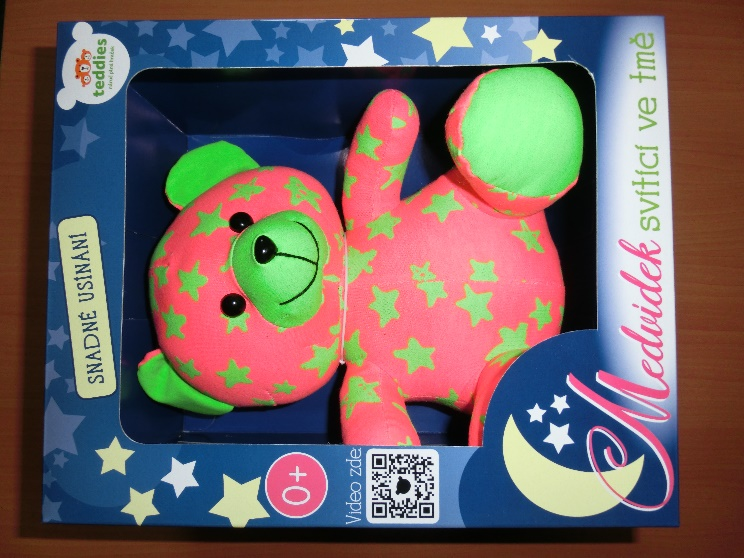 teddies
SNADNÉ USÍNÁNÍ
0+
Video zde:
Medvídek
svítící ve tmě